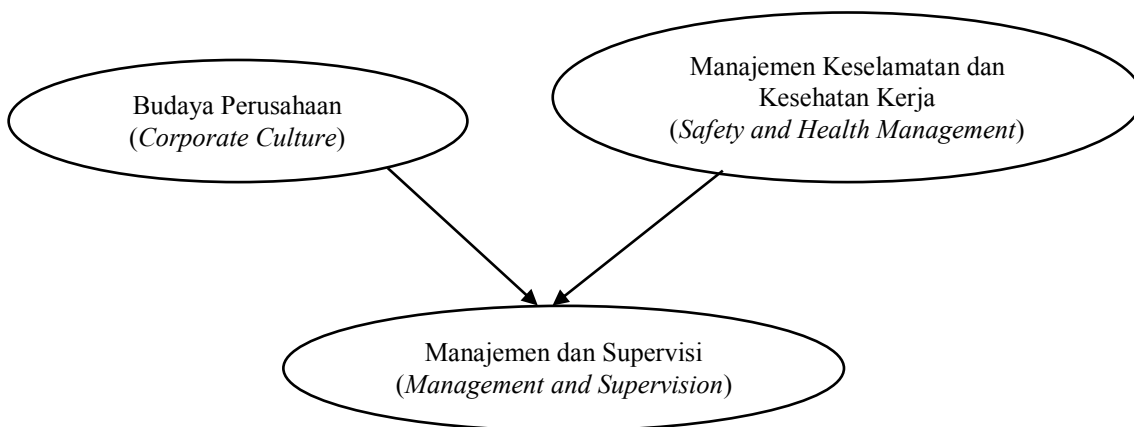 Budaya Perusahaan
(Corporate Culture)
Manajemen Keselamatan dan
Kesehatan Kerja
(Safety and Health Management)
Manajemen dan Supervisi
(Management and Supervision)